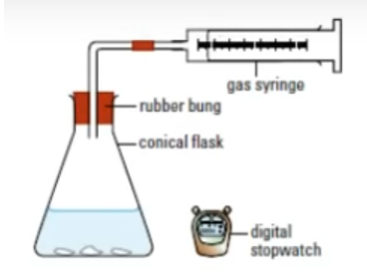 gas syringe
rubber bung
conical flask
digital
stopwatch